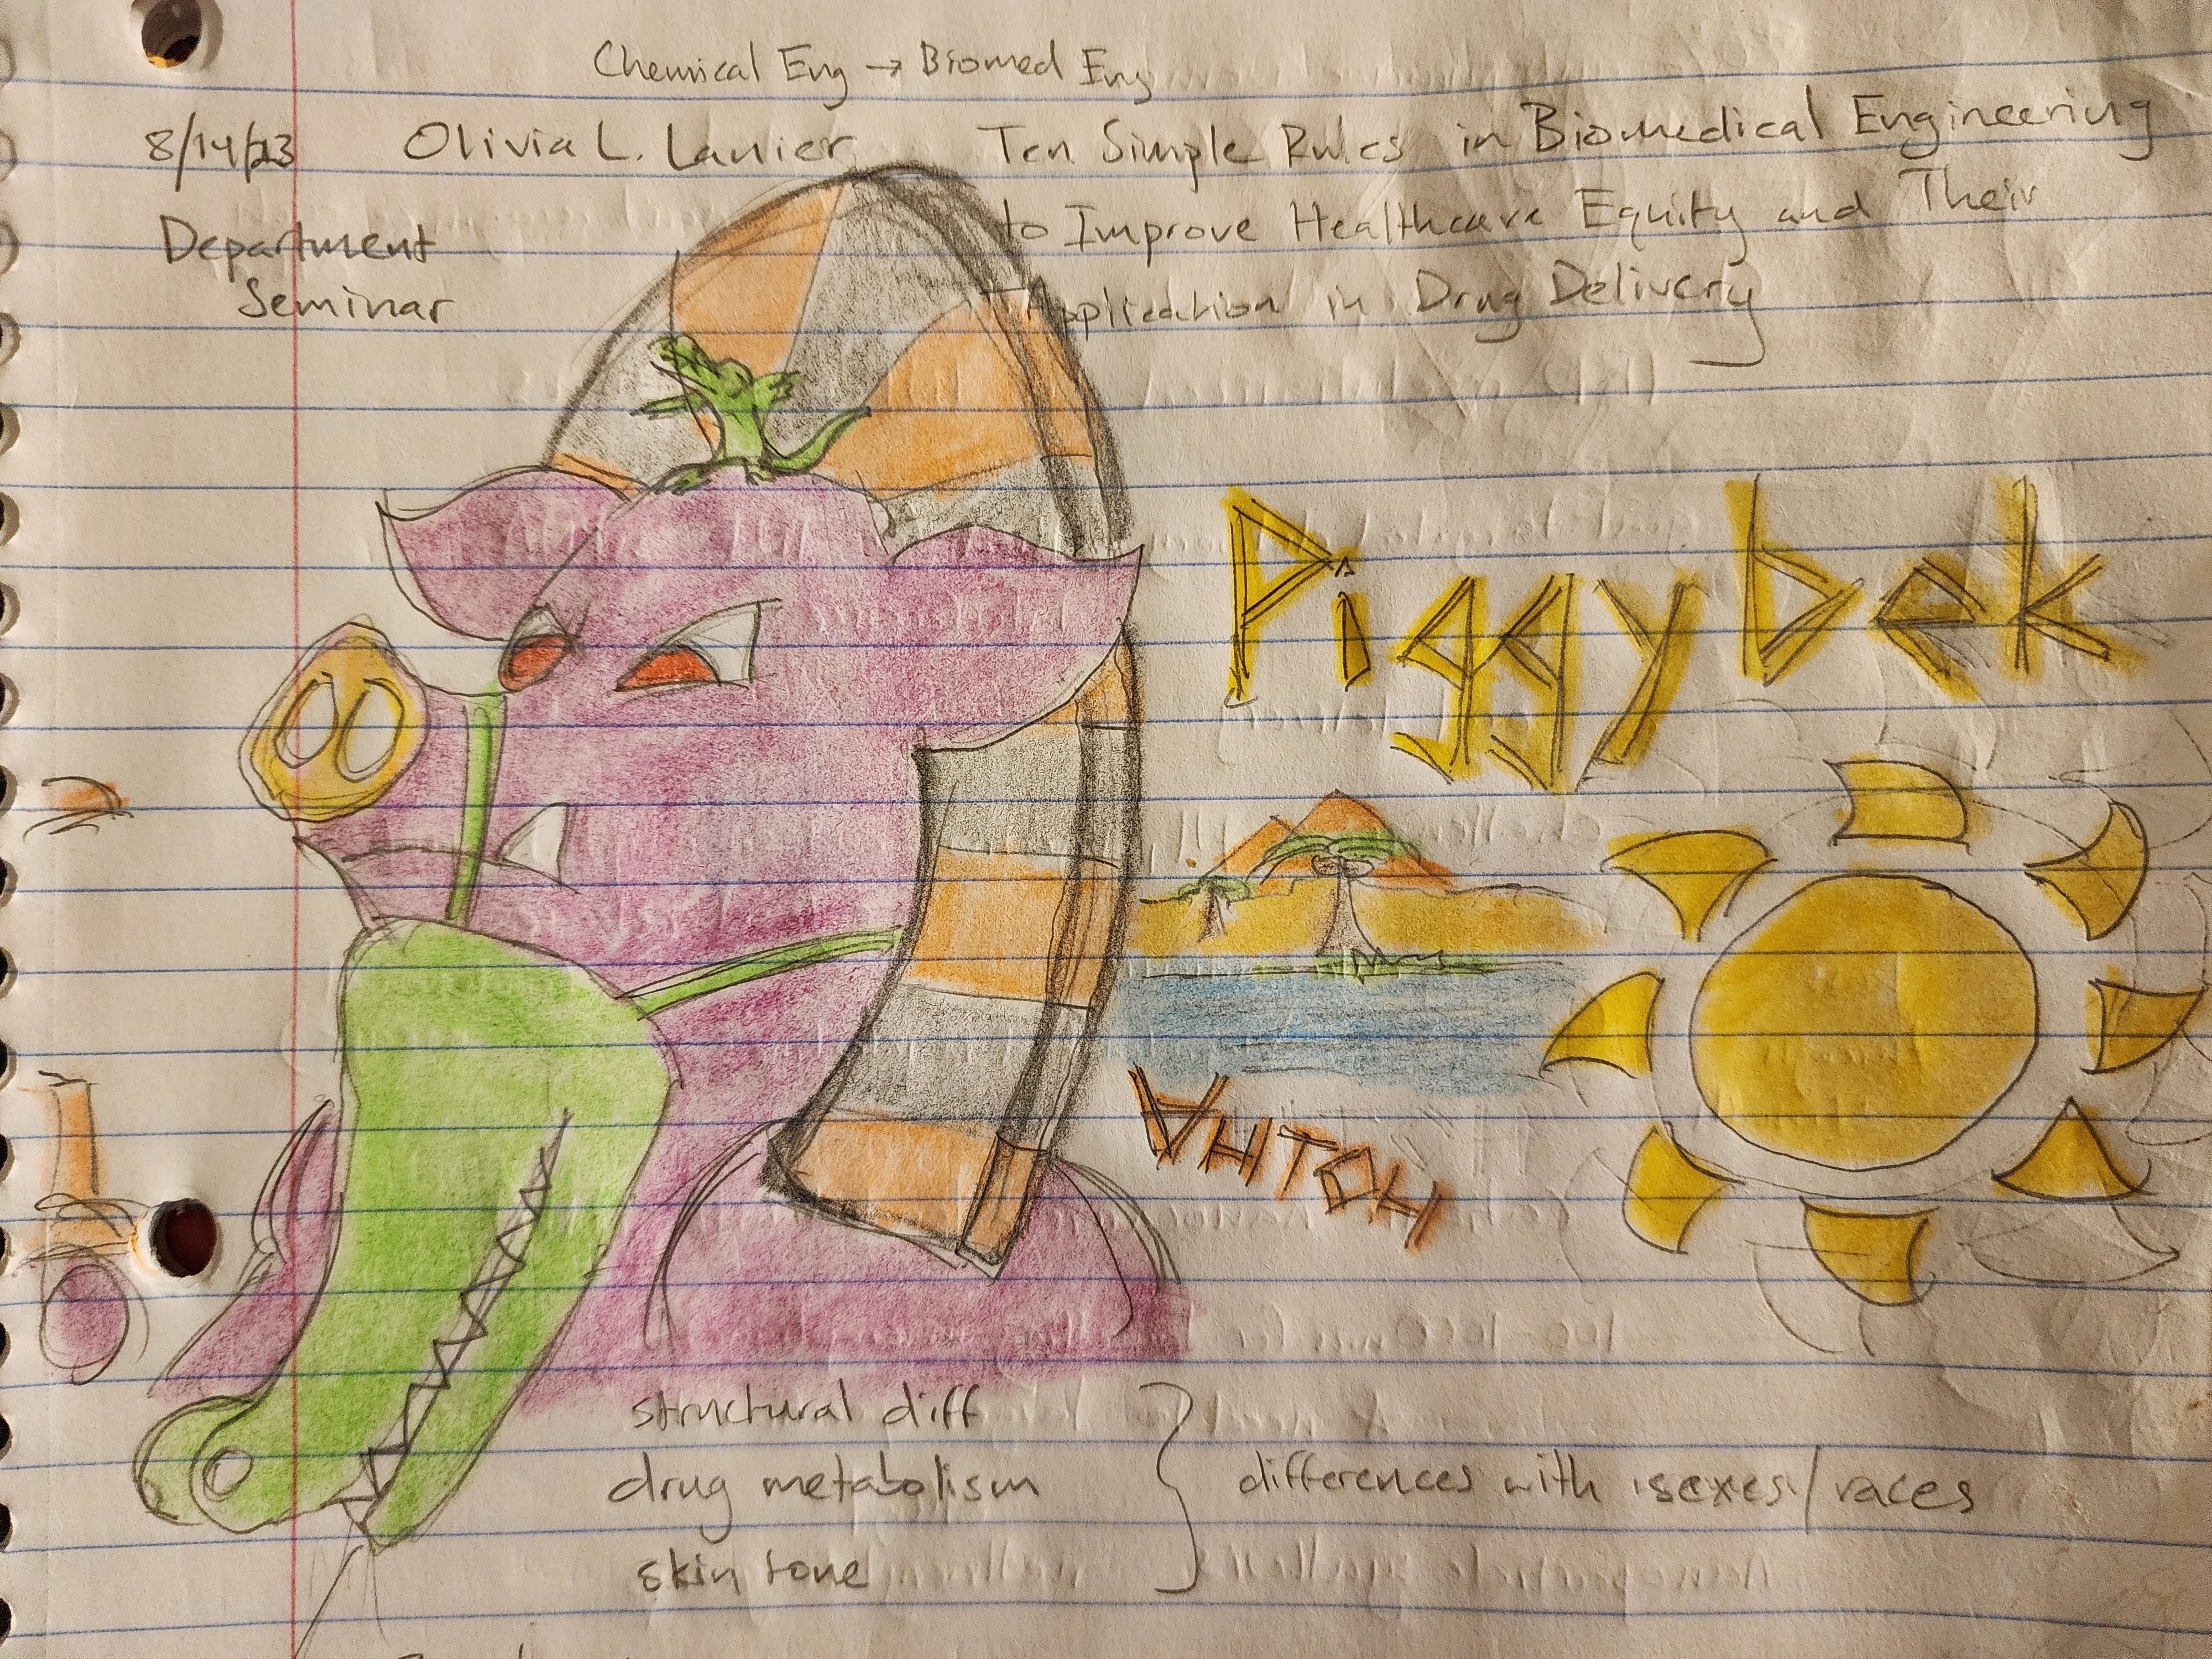 Chemical Eng → Biomed Eng
8/14/23 Olivia L. Lanier Ten Simple Rules in Biomedical Engineering
Department to Improve Healthcare Equity and Their
Seminar Application in Drug Delivery
Piggybek
structural diff
drug metabolism } differences with sexes/races
skin tone